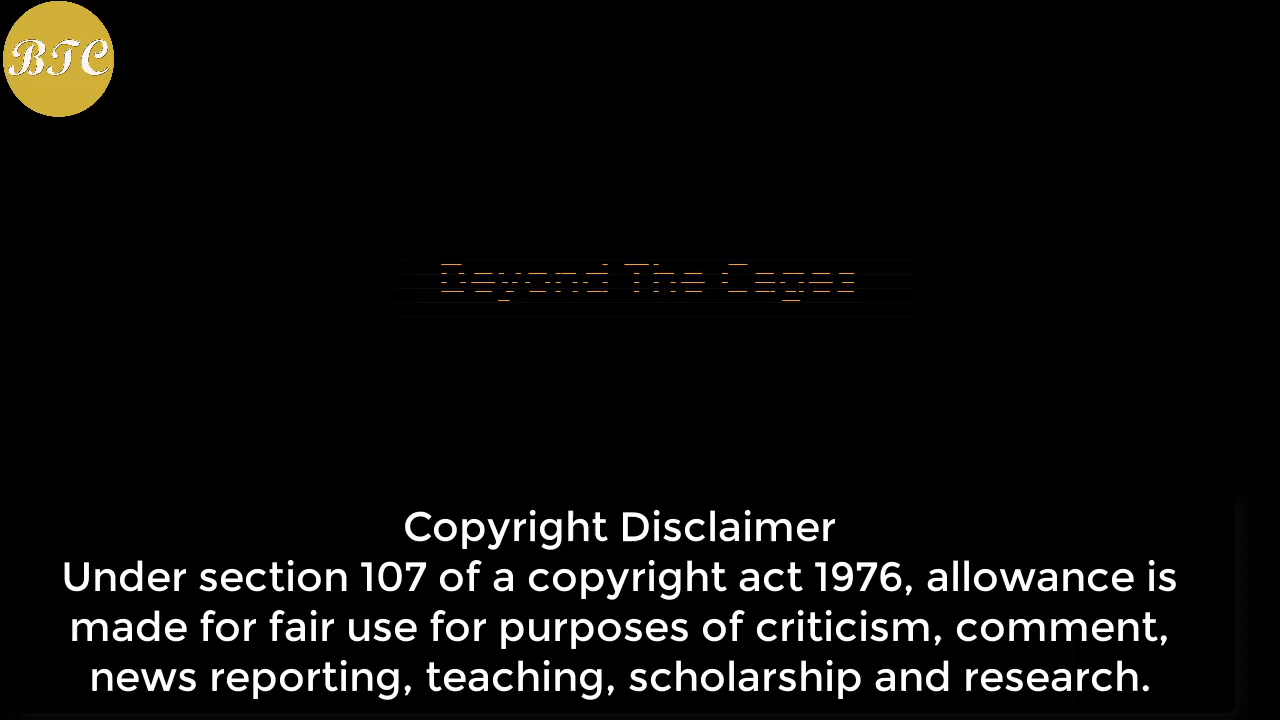 BTC
Beyond The Cages
Copyright Disclaimer
Under section 107 of a copyright act 1976, allowance is
made for fair use for purposes of criticism, comment,
news reporting, teaching, scholarship and research.